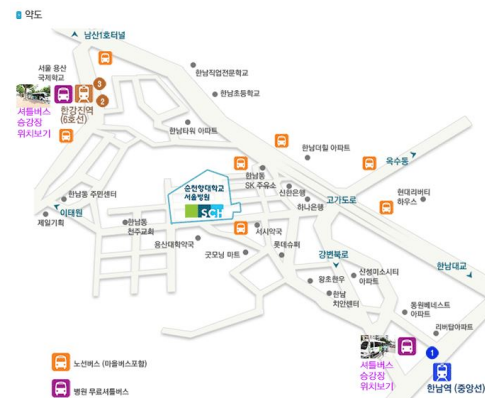 약도
남산1호터널
서울 용산
국제학교
3
2
한강진역
(6호선)
셔틀버스
승강장
위치보기
한남직업전문학교
한남초등학교
한남타워 아파트
한남더힐 아파트
옥수동
한남동
SK 주유소
신한은행
하나은행
고가도로
현대리버티
하우스
순천향대학교
서울병원
SCH
한남동 주민센터
이태원
제일기획
한남동
천주교회
용산대학약국
굿모닝 마트
서시약국
롯데슈퍼
강변북로
한남대교
왕초한우
한남
치안센터
산쉥미소시티
아파트
동원베네스트
아파트
리버탑아파트
1
셔틀버스
승강장
위치보기
한남역 (중앙선)
노선버스 (마을버스포함)
병원 무료셔틀버스